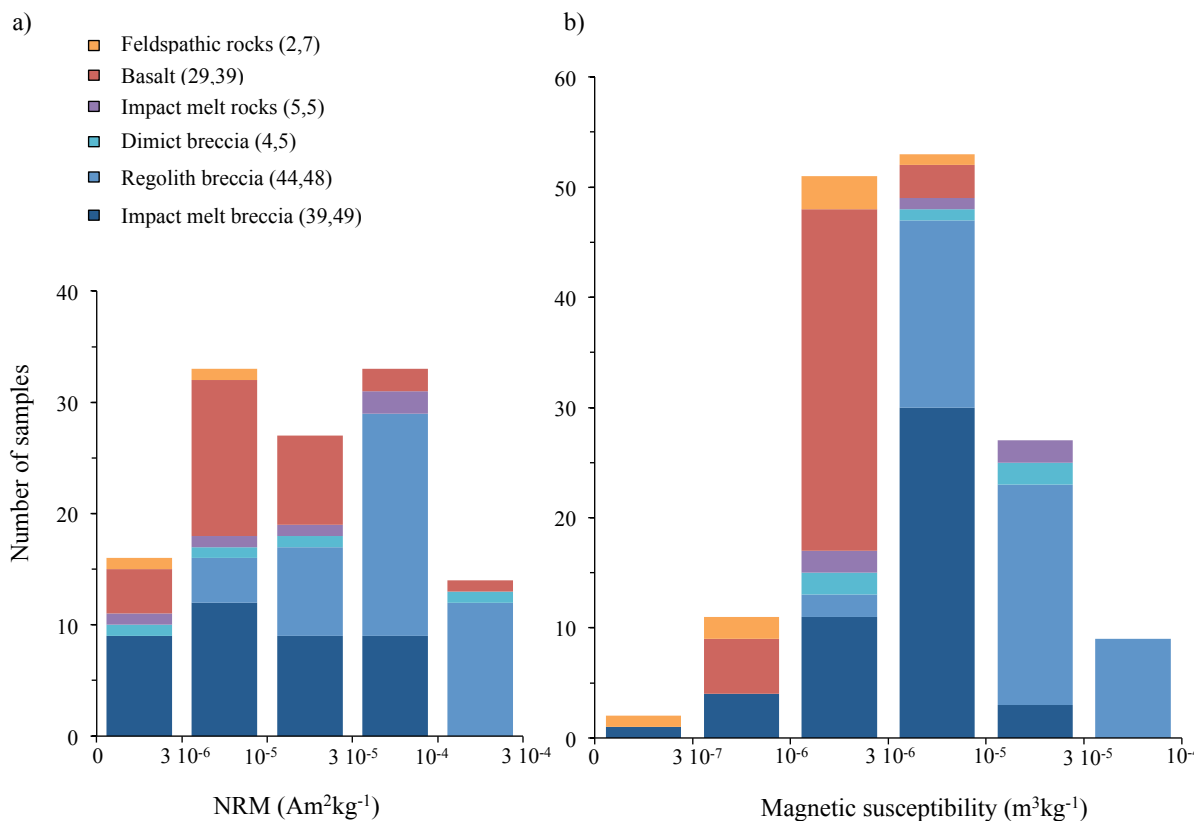 a)
Feldspathic rocks (2,7)
Basalt (29,39)
Impact melt rocks (5,5)
Dimict breccia (4,5)
Regolith breccia (44,48)
Impact melt breccia (39,49)
40
30
20
10
0
Number of samples
0 3 10⁻⁶ 10⁻⁵ 3 10⁻⁵ 10⁻⁴ 3 10⁻⁴
NRM (Am²kg⁻¹)
b)
60
50
40
30
20
10
0
0 3 10⁻⁷ 10⁻⁶ 3 10⁻⁶ 10⁻⁵ 3 10⁻⁵
Magnetic susceptibility (m³kg⁻¹)